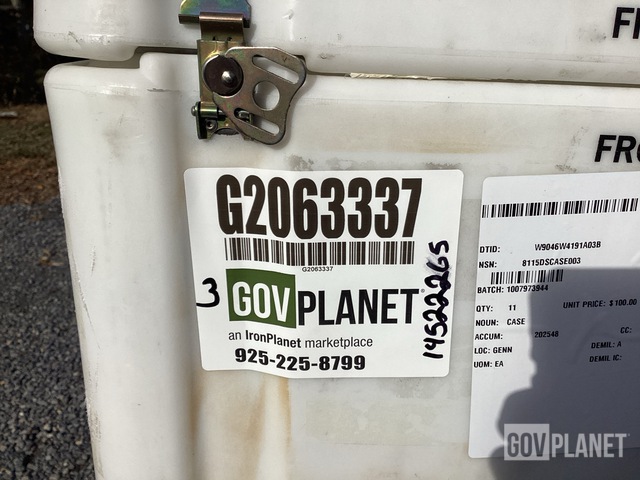 FR
FRO
G2063337
G2063337
3
GOVPLANET®
an IronPlanet marketplace
925-225-8799
14522265
DTID: W9046W4191A03B
NSN: 8115DSCASE003
BATCH: 1007973944
QTY: 11 UNIT PRICE: $ 100.00
NOUN: CASE
ACCUM: 202548 CC:
LOC: GENN DEMIL: A
UOM: EA DEMIL IC:
GOVPLANET